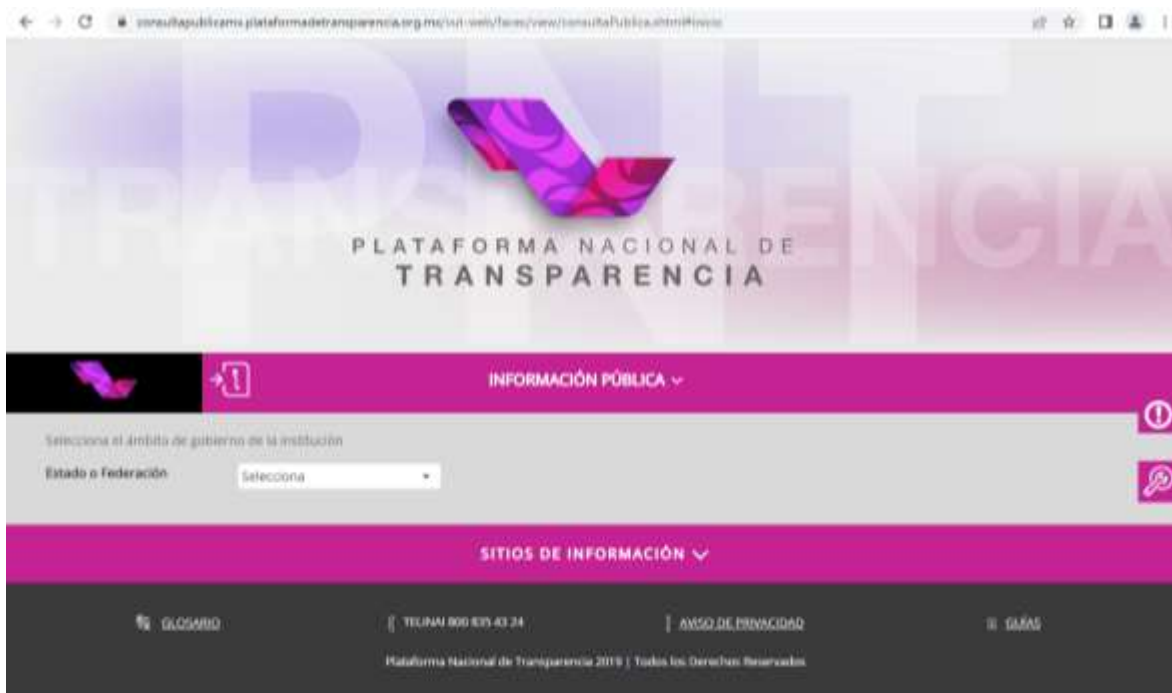 consultapublicamx.plataformadetransparencia.org.mx/vut-web/faces/view/consultaPublica.xhtml#inicio
PNT
TRANSPARENCIA
PLATAFORMA NACIONAL DE
TRANSPARENCIA
INFORMACIÓN PÚBLICA
Selecciona el ámbito de gobierno de la institución
Estado o Federación
Selecciona
SITIOS DE INFORMACIÓN
GLOSARIO
TELINAI 800 835 43 24
AVISO DE PRIVACIDAD
GUÍAS
Plataforma Nacional de Transparencia 2019 | Todos los Derechos Reservados